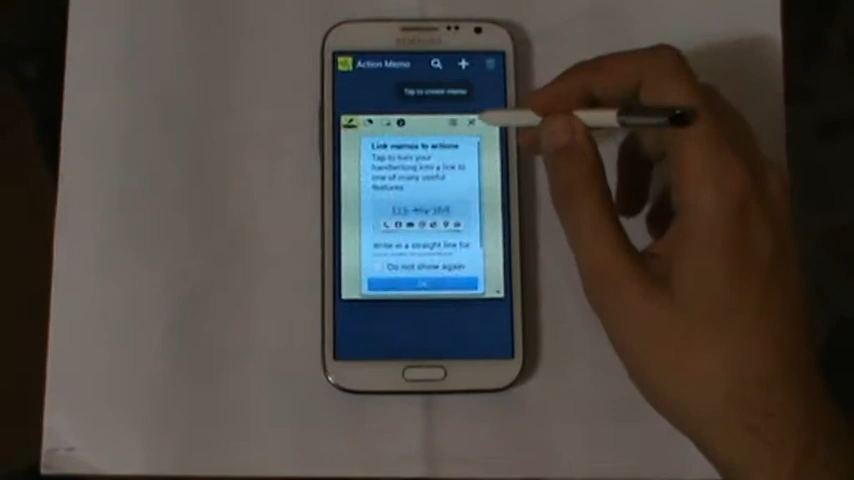 SAMSUNG
Action Memo
Tap to create memo
Link memos to actions
Tap to turn your
handwriting into a link to
one of many useful
features.
Write in a straight line for
Do not show again
OK